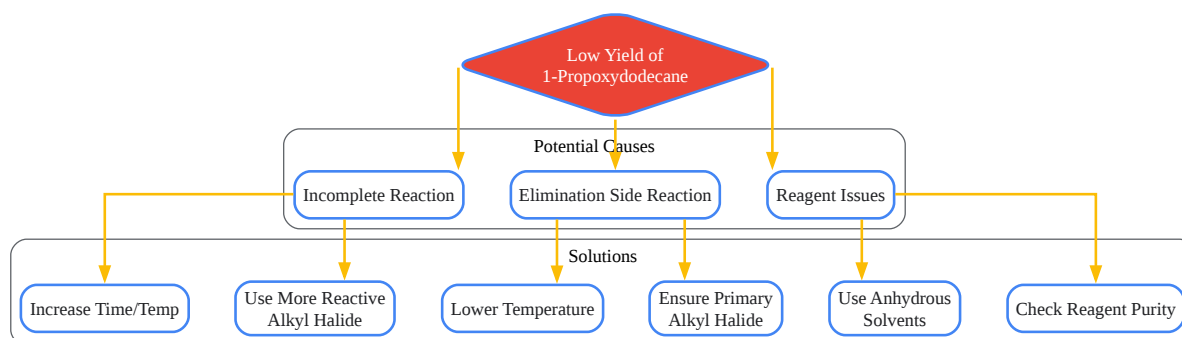 Low Yield of
1-Propoxydodecane
Potential Causes
Incomplete Reaction
Elimination Side Reaction
Reagent Issues
Solutions
Increase Time/Temp
Use More Reactive
Alkyl Halide
Lower Temperature
Ensure Primary
Alkyl Halide
Use Anhydrous
Solvents
Check Reagent Purity